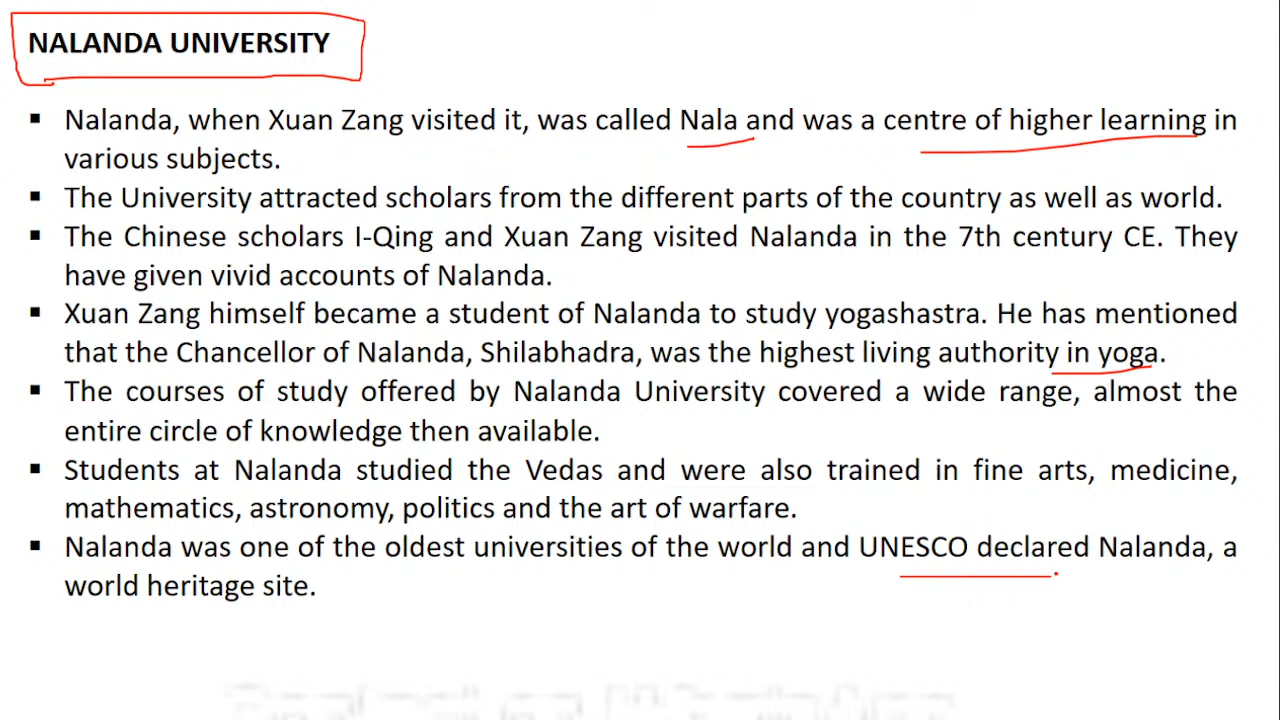 NALANDA UNIVERSITY
▪ Nalanda, when Xuan Zang visited it, was called Nala and was a centre of higher learning in
various subjects.
▪ The University attracted scholars from the different parts of the country as well as world.
▪ The Chinese scholars I-Qing and Xuan Zang visited Nalanda in the 7th century CE. They
have given vivid accounts of Nalanda.
▪ Xuan Zang himself became a student of Nalanda to study yogashastra. He has mentioned
that the Chancellor of Nalanda, Shilabhadra, was the highest living authority in yoga.
▪ The courses of study offered by Nalanda University covered a wide range, almost the
entire circle of knowledge then available.
▪ Students at Nalanda studied the Vedas and were also trained in fine arts, medicine,
mathematics, astronomy, politics and the art of warfare.
▪ Nalanda was one of the oldest universities of the world and UNESCO declared Nalanda, a
world heritage site.